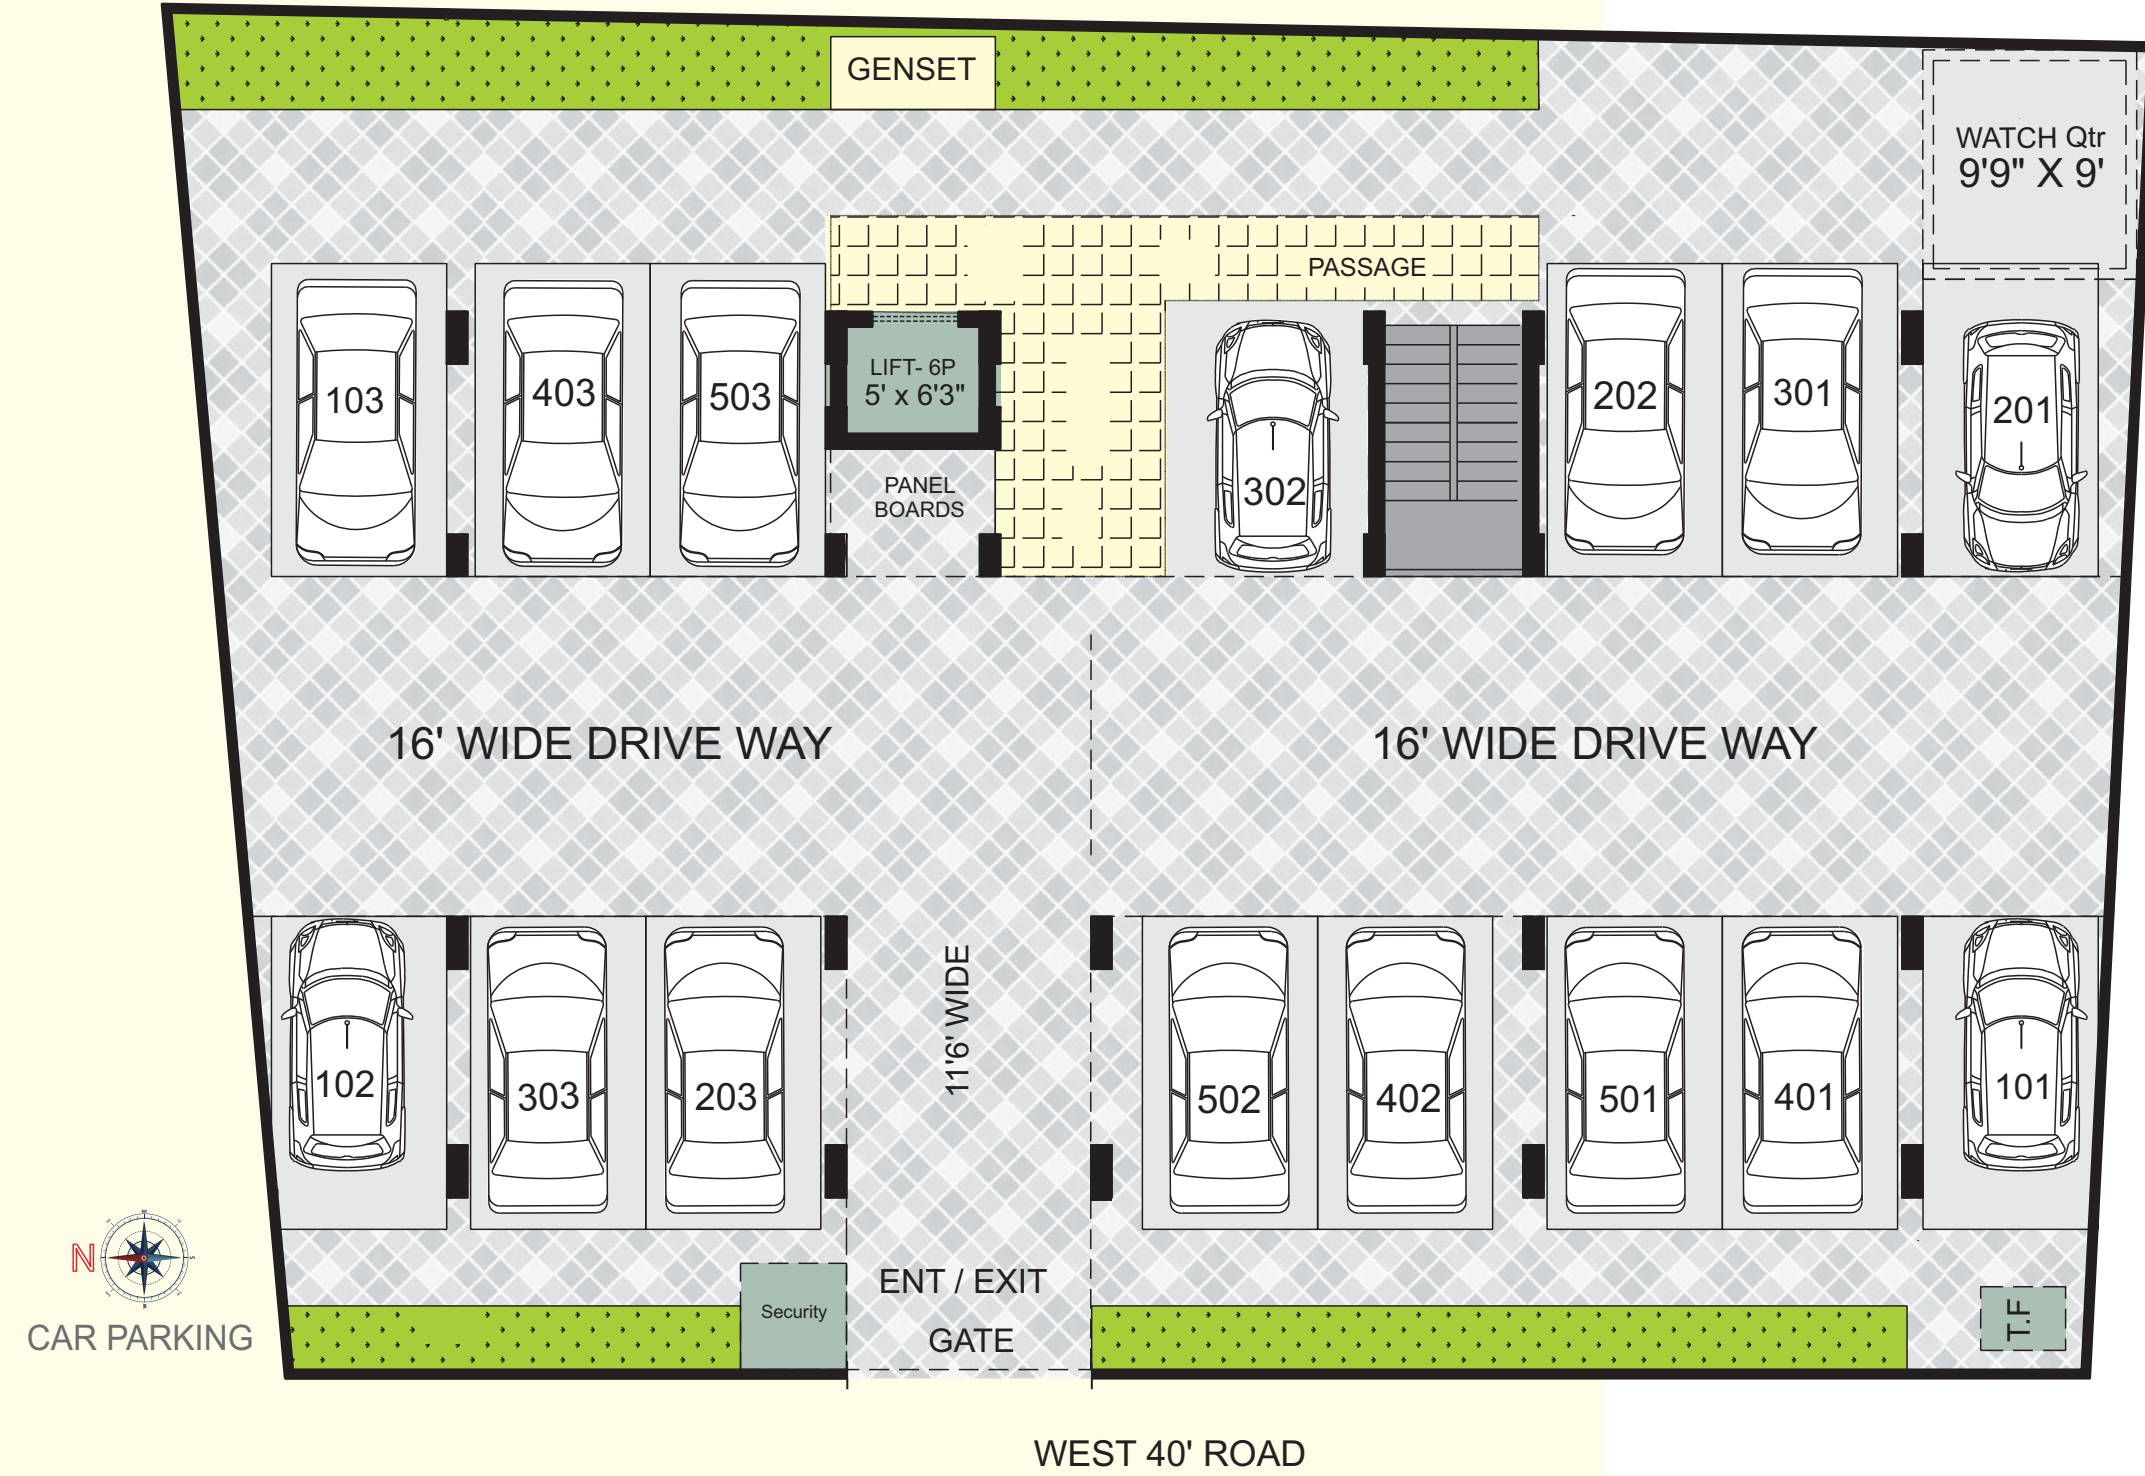 GENSET
WATCH Qtr
9'9" X 9'
PASSAGE
103
403
503
LIFT- 6P
5' x 6'3"
PANEL
BOARDS
302
202
301
201
16' WIDE DRIVE WAY
16' WIDE DRIVE WAY
102
303
203
11'6' WIDE
502
402
501
401
101
N
CAR PARKING
Security
ENT / EXIT
GATE
T.F
WEST 40' ROAD